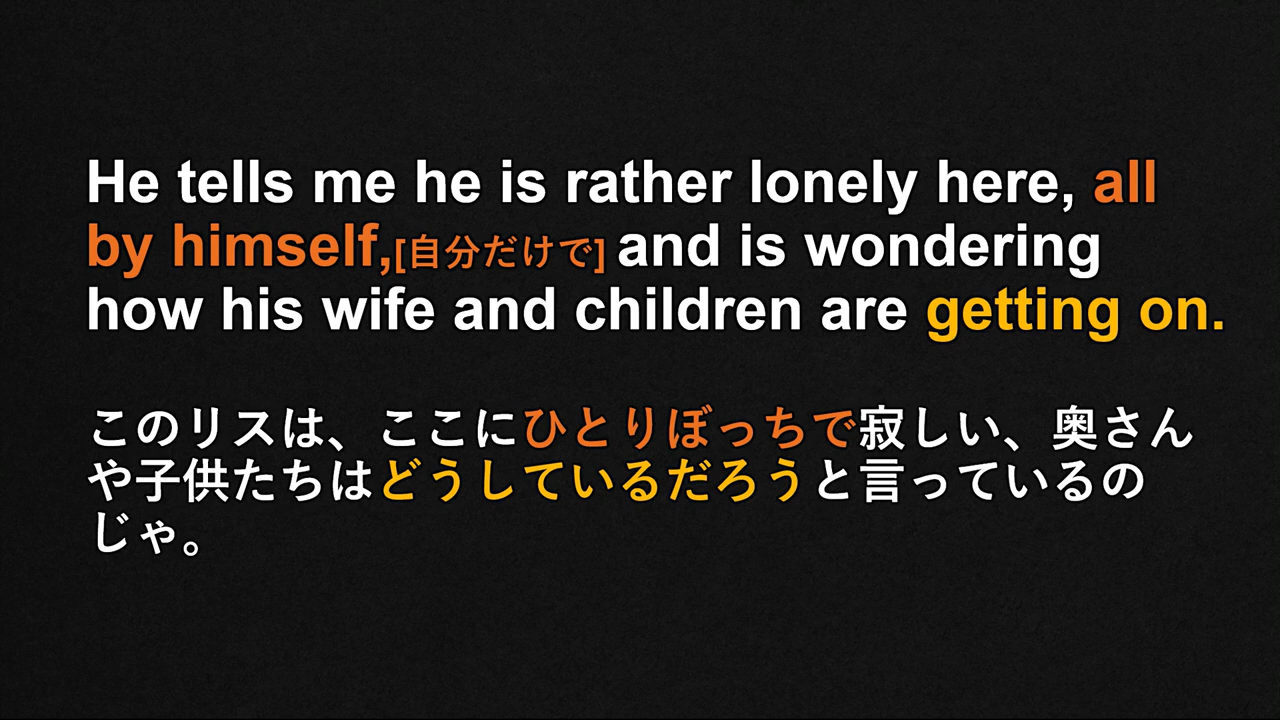 He tells me he is rather lonely here, all
by himself,[自分だけで] and is wondering
how his wife and children are getting on.
このリスは、ここにひとりぼっちで寂しい、奥さん
や子供たちはどうしているだろうと言っているの
じゃ。